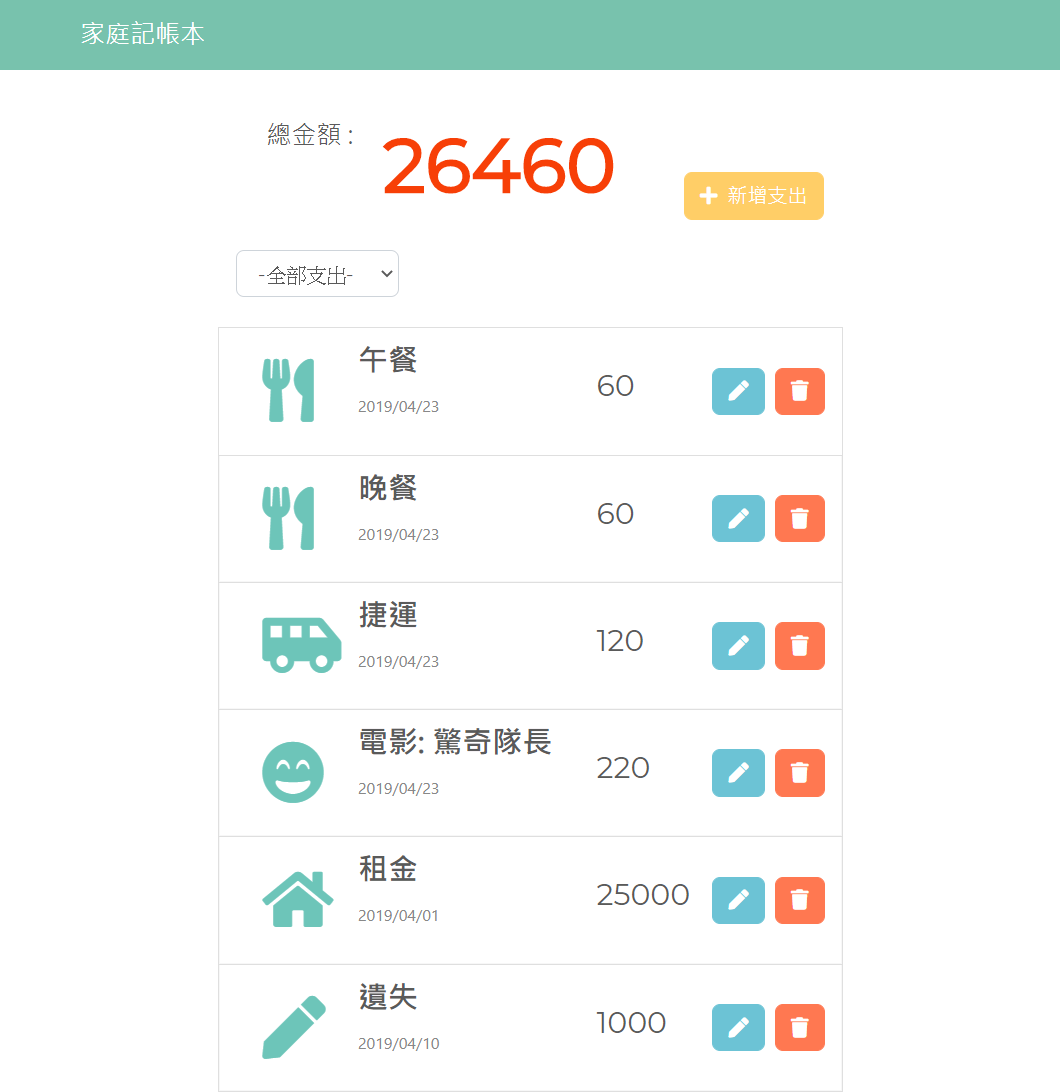 家庭記帳本
總金額 :
26460
新增支出
-全部支出-
午餐
2019/04/23
60
晚餐
2019/04/23
60
捷運
2019/04/23
120
電影: 驚奇隊長
2019/04/23
220
租金
2019/04/01
25000
遺失
2019/04/10
1000